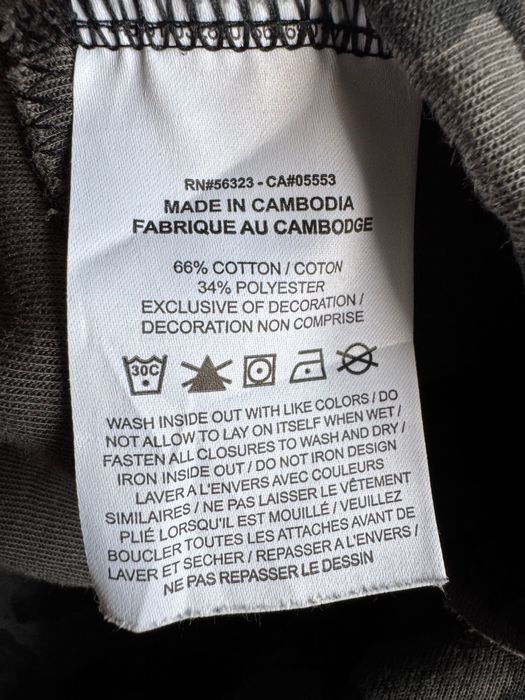 RN#56323 - CA#05553
MADE IN CAMBODIA
FABRIQUE AU CAMBODGE
66% COTTON / COTON
34% POLYESTER
EXCLUSIVE OF DECORATION /
DECORATION NON COMPRISE
30C
WASH INSIDE OUT WITH LIKE COLORS / DO
NOT ALLOW TO LAY ON ITSELF WHEN WET /
FASTEN ALL CLOSURES TO WASH AND DRY /
IRON INSIDE OUT / DO NOT IRON DESIGN
LAVER A L'ENVERS AVEC COULEURS
SIMILAIRES / NE PAS LAISSER LE VÊTEMENT
PLIÉ LORSQU'IL EST MOUILLÉ / VEUILLEZ
BOUCLER TOUTES LES ATTACHES AVANT DE
LAVER ET SECHER / REPASSER A L'ENVERS /
NE PAS REPASSER LE DESSIN